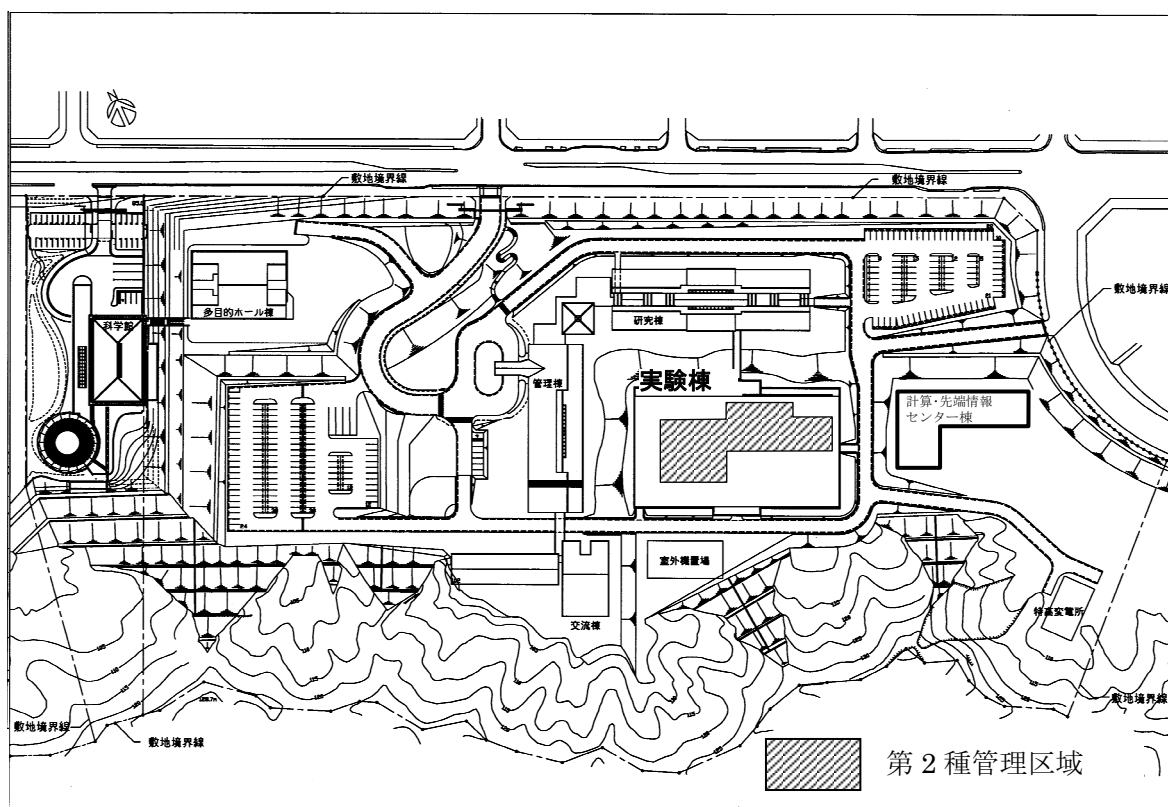 敷地境界線
敷地境界線
敷地境界線
多目的ホール棟
科学館
研究棟
管理棟
実験棟
計算・先端情報
センター棟
室外機置場
交流棟
特高変電所
敷地境界線
敷地境界線
敷地境界線
第2種管理区域